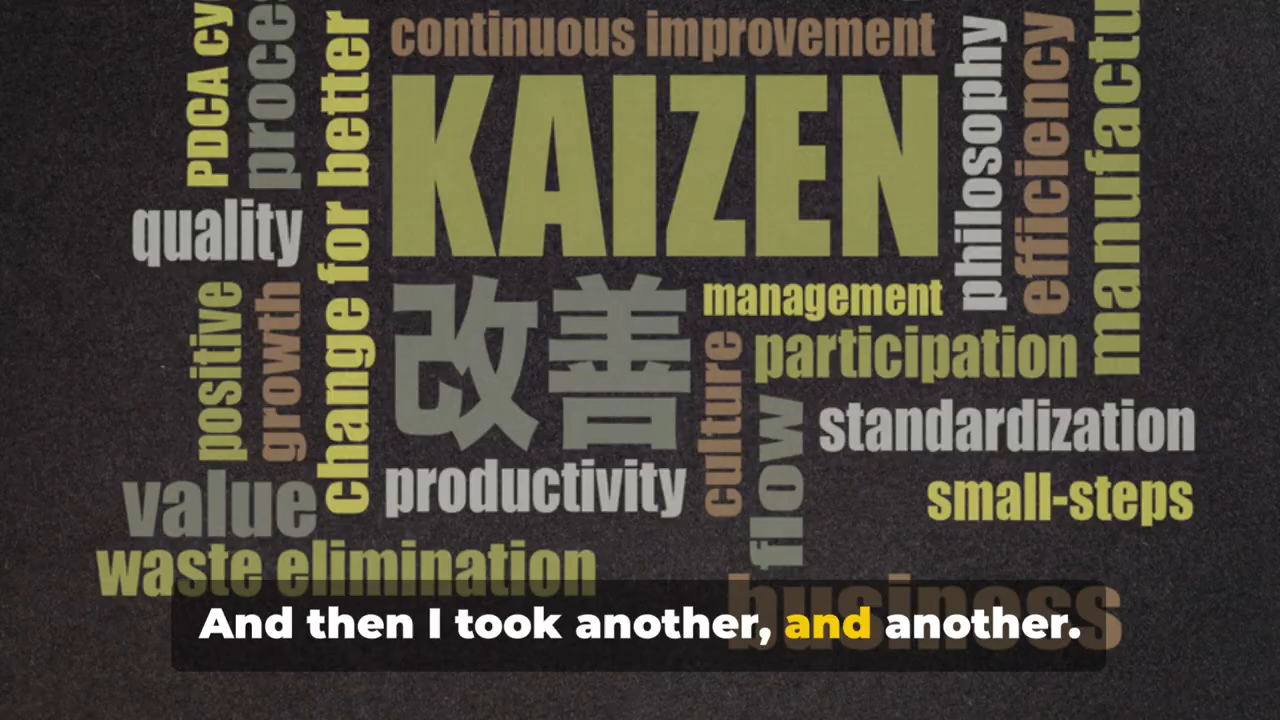 continuous improvement
KAIZEN
改善
PDCA cy
proces
change for better
quality
positive
growth
value
waste elimination
productivity
management
participation
culture
flow
standardization
small-steps
business
philosophy
efficiency
manufactu
And then I took another, and another.